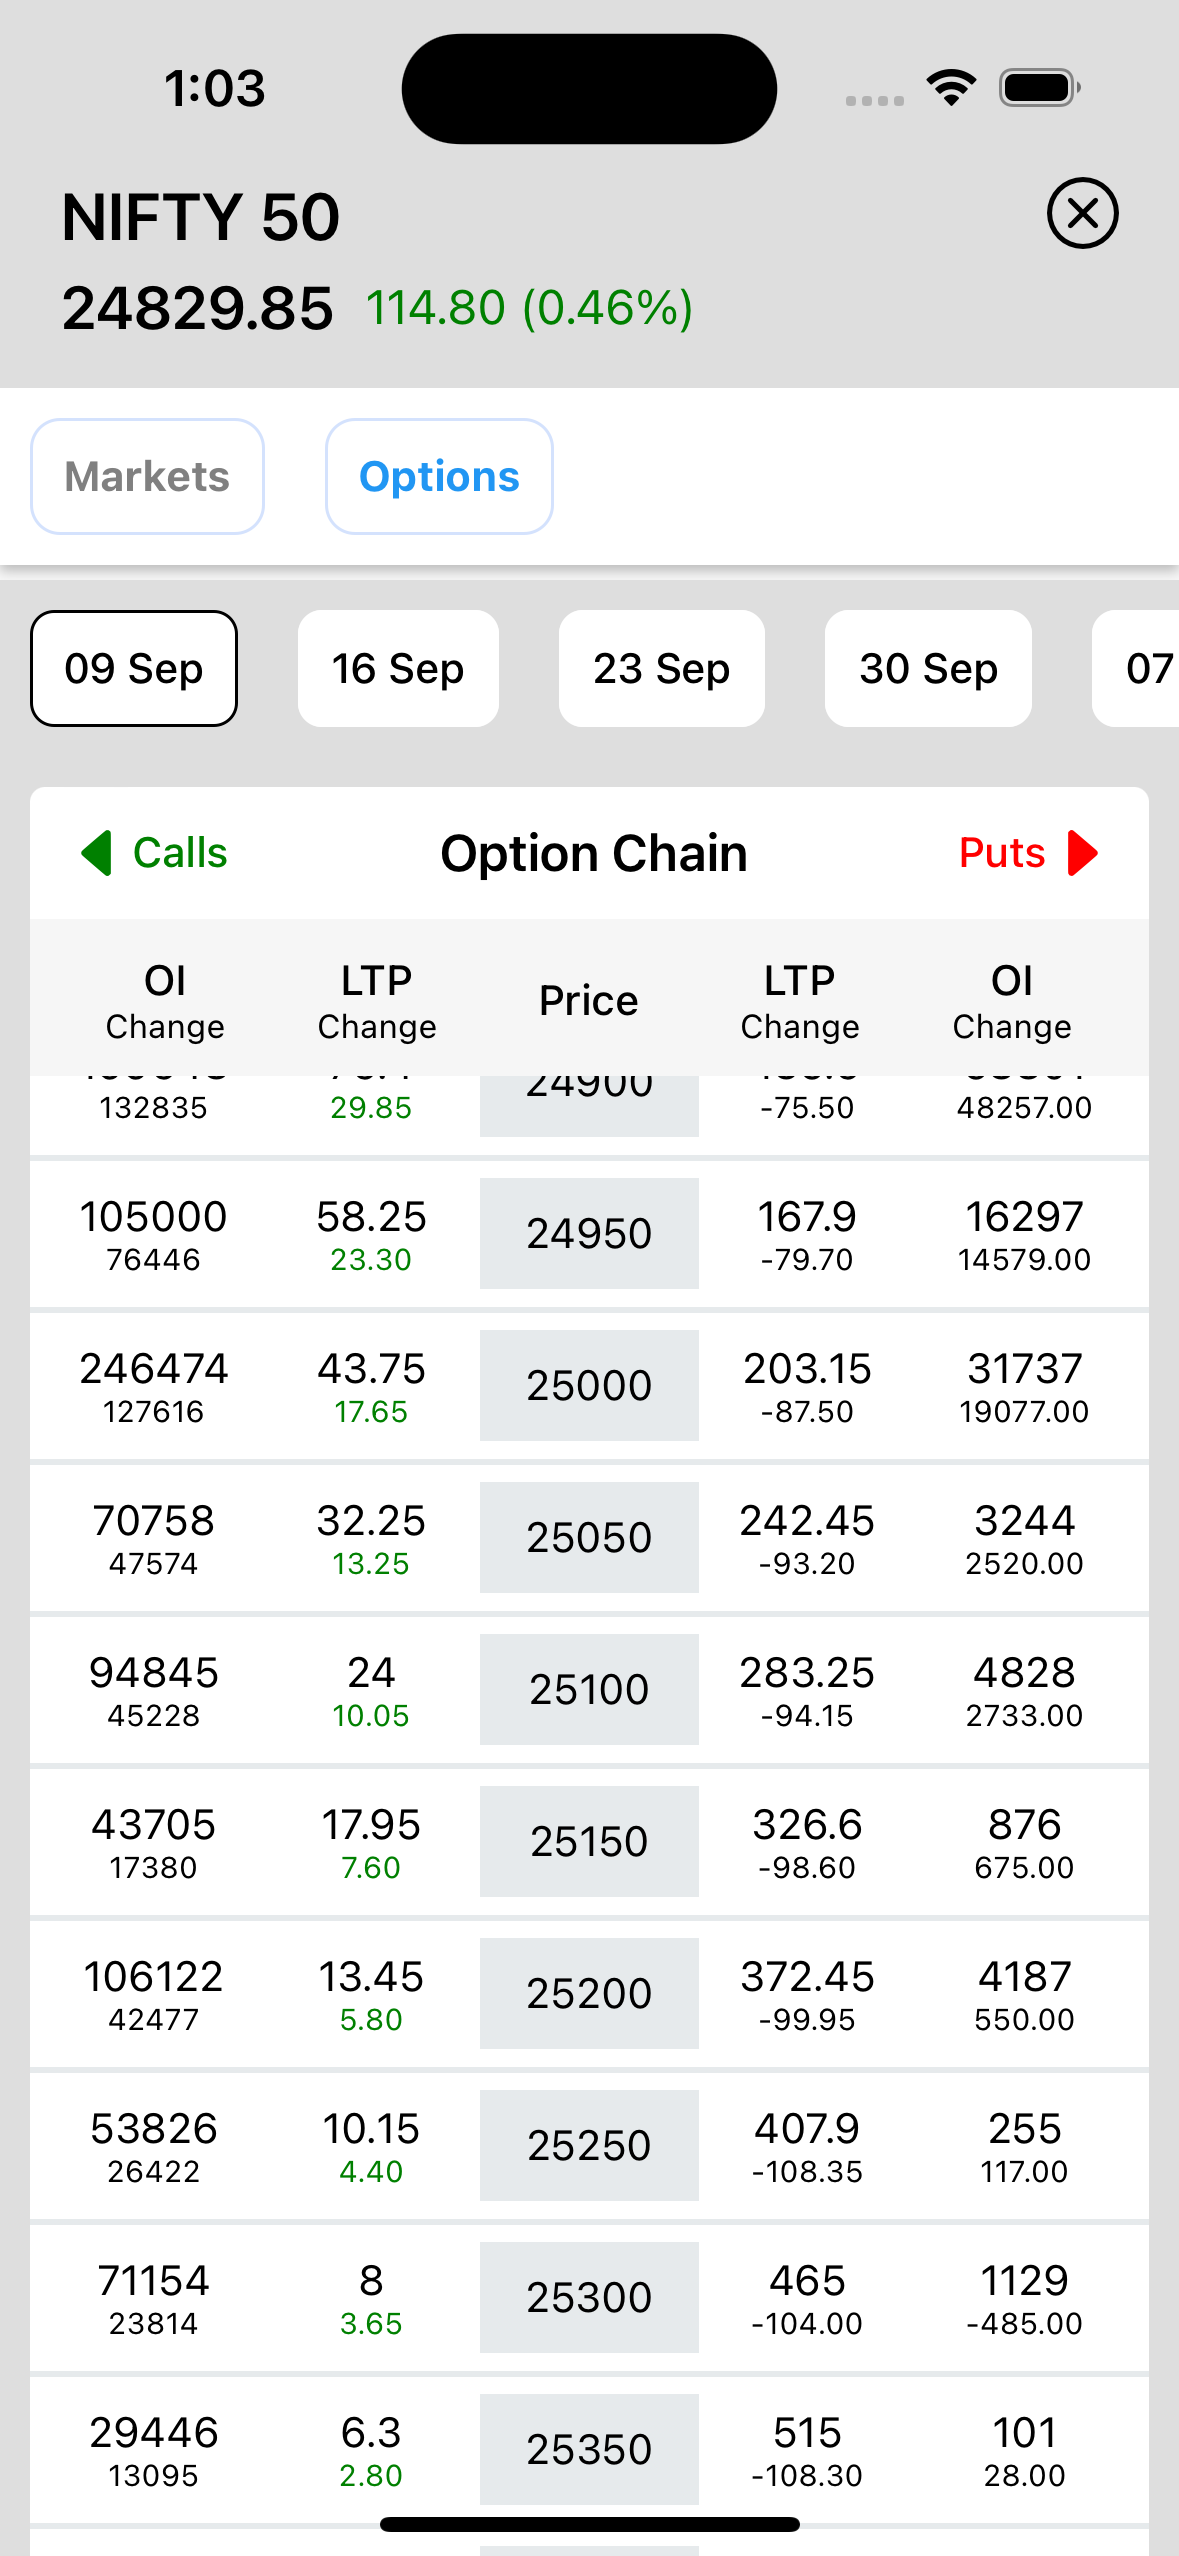 1:03
NIFTY 50
24829.85 114.80 (0.46%)
Markets Options
09 Sep 16 Sep 23 Sep 30 Sep 07
Calls Option Chain Puts
OI LTP Price LTP OI
Change Change Change Change
24900
132835 29.85 -75.50 48257.00
105000 58.25 24950 167.9 16297
76446 23.30 -79.70 14579.00
246474 43.75 25000 203.15 31737
127616 17.65 -87.50 19077.00
70758 32.25 25050 242.45 3244
47574 13.25 -93.20 2520.00
94845 24 25100 283.25 4828
45228 10.05 -94.15 2733.00
43705 17.95 25150 326.6 876
17380 7.60 -98.60 675.00
106122 13.45 25200 372.45 4187
42477 5.80 -99.95 550.00
53826 10.15 25250 407.9 255
26422 4.40 -108.35 117.00
71154 8 25300 465 1129
23814 3.65 -104.00 -485.00
29446 6.3 25350 515 101
13095 2.80 -108.30 28.00